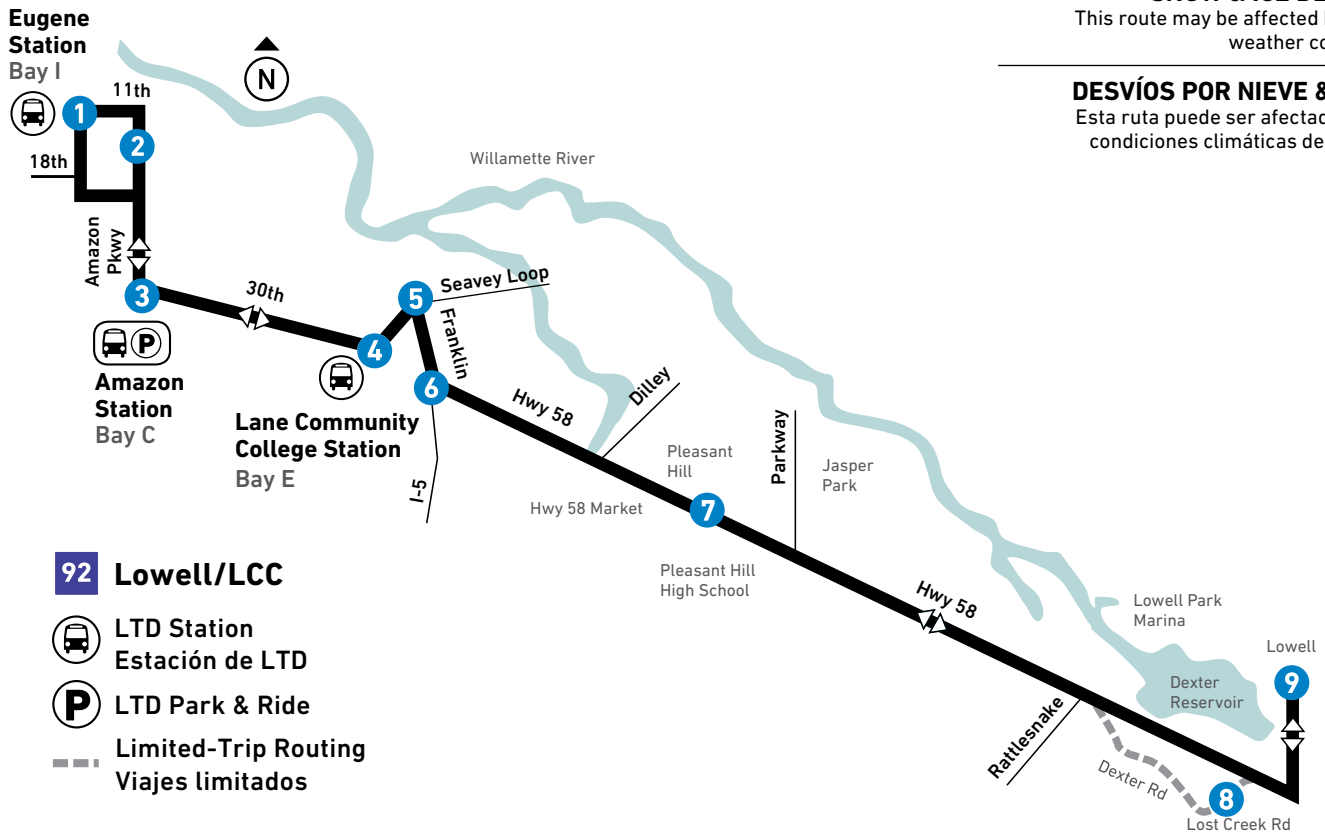 Eugene
Station
Bay I
N
This route may be affected
weather
DESVÍOS POR NIEVE &
Esta ruta puede ser
condiciones climáticas
11th
1
2
18th
Willamette River
Amazon
Pkwy
3
30th
Seavey Loop
5
Franklin
4
6
P
Amazon
Station
Bay C
Lane Community
College Station
Bay E
I-5
Hwy 58
Dilley
Pleasant
Hill
Hwy 58 Market
7
Parkway
Jasper
Park
Pleasant Hill
High School
Hwy 58
Lowell Park
Marina
Lowell
9
Dexter
Reservoir
Rattlesnake
Dexter Rd
8
Lost Creek Rd
92 Lowell/LCC
LTD Station
Estación de LTD
P LTD Park & Ride
Limited-Trip Routing
Viajes limitados